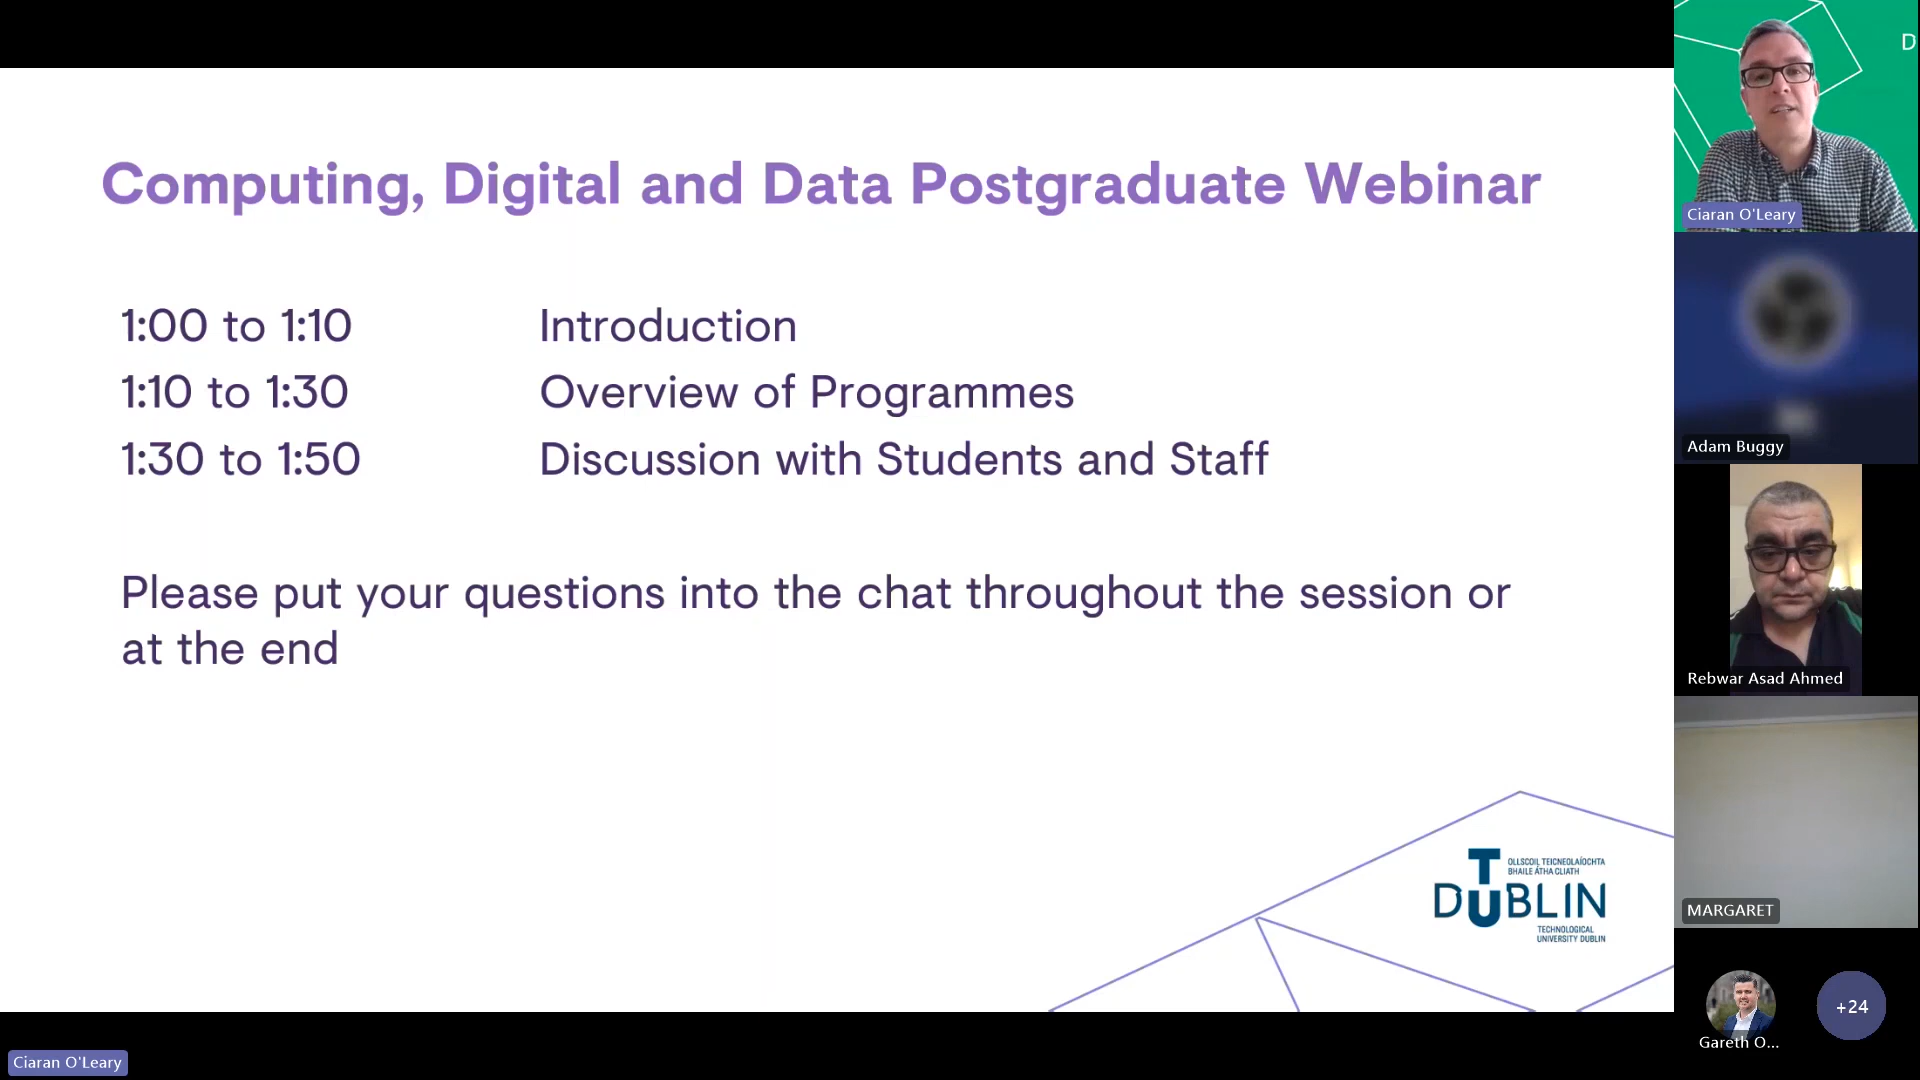 Computing, Digital and Data Postgraduate Webinar
1:00 to 1:10 Introduction
1:10 to 1:30 Overview of Programmes
1:30 to 1:50 Discussion with Students and Staff
Please put your questions into the chat throughout the session or
at the end
OLLSCOIL TEICNEOLAÍOCHTA
BHAILE ÁTHA CLIATH
TU DUBLIN
TECHNOLOGICAL
UNIVERSITY DUBLIN
D
Ciaran O'Leary
Adam Buggy
Rebwar Asad Ahmed
MARGARET
Gareth O...
+24
Ciaran O'Leary